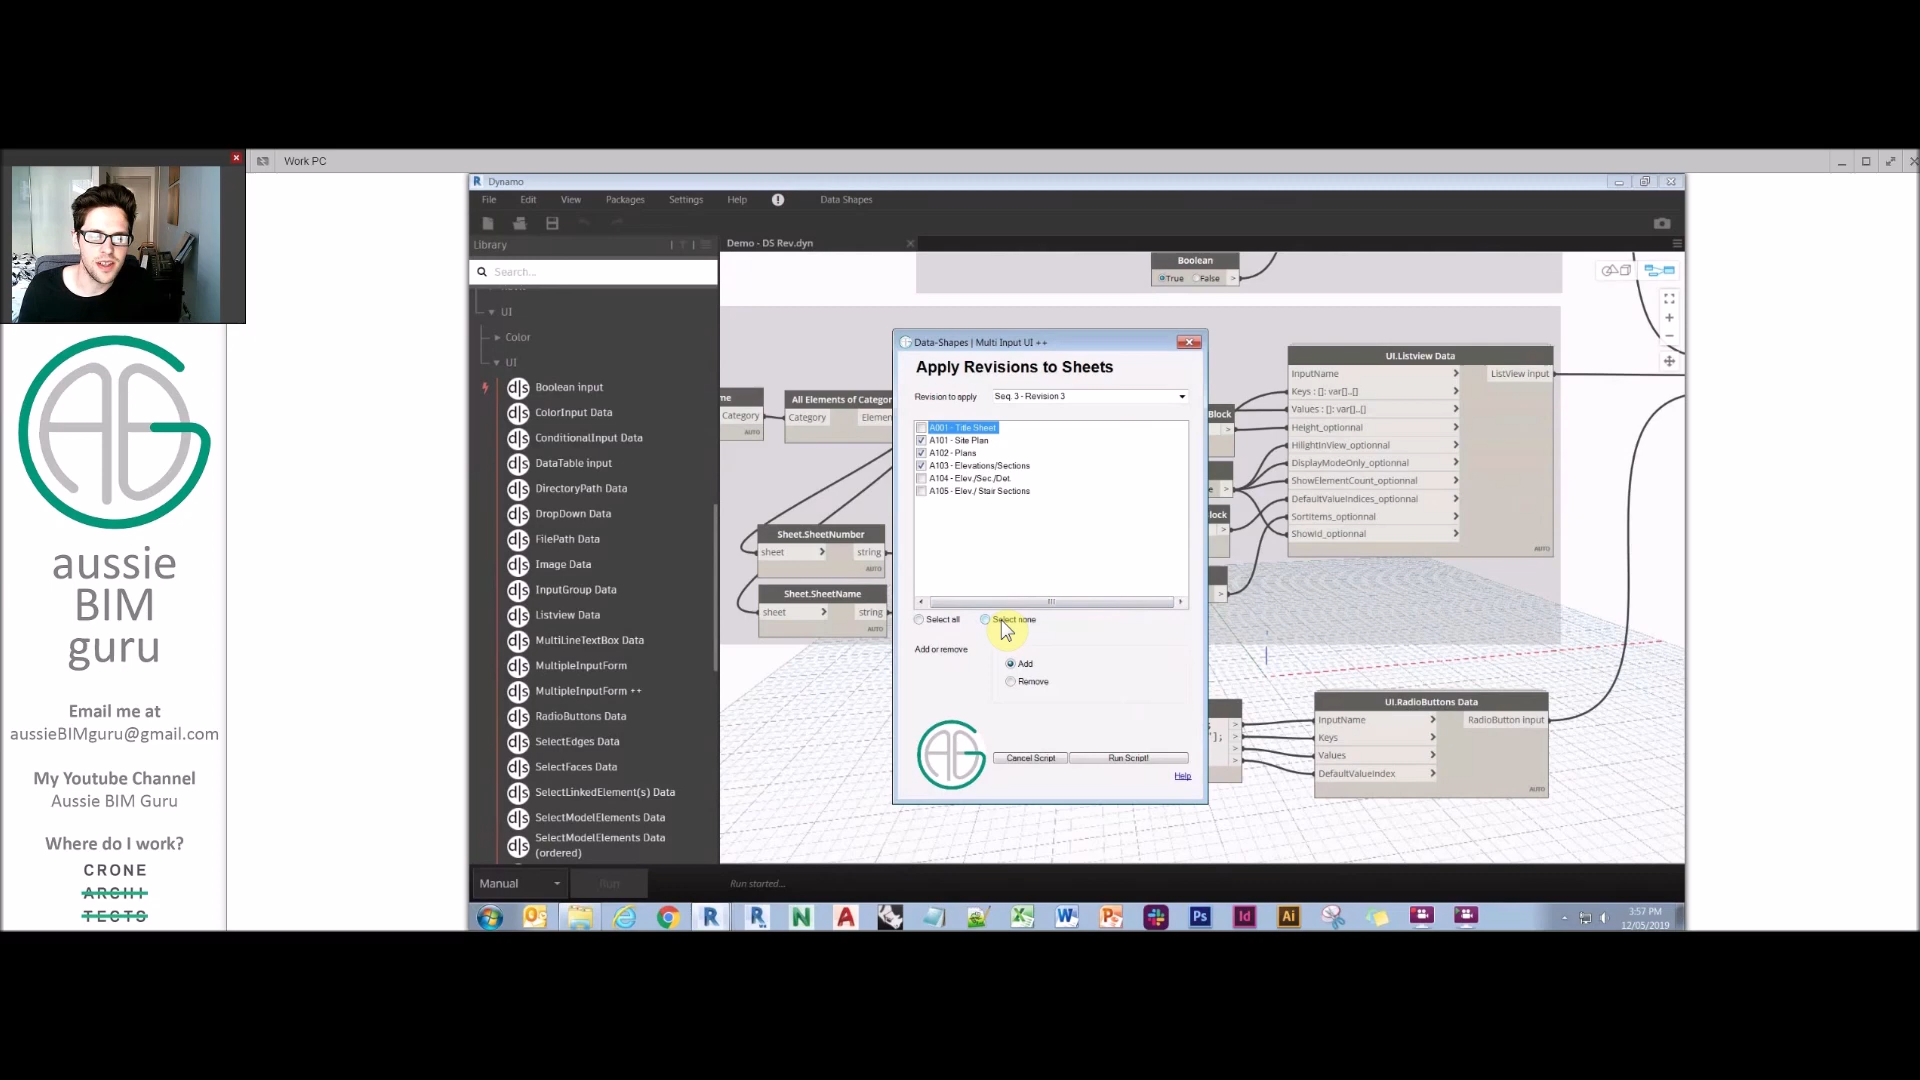 Work PC
Dynamo
File Edit View Packages Settings Help Data Shapes
Library
Demo - DS Rev.dyn
Search...
UI
Color
UI
Boolean input
ColorInput Data
ConditionalInput Data
DataTable input
DirectoryPath Data
DropDown Data
FilePath Data
Image Data
InputGroup Data
Listview Data
MultiLineTextBox Data
MultipleInputForm
MultipleInputForm ++
RadioButtons Data
SelectEdges Data
SelectFaces Data
SelectLinkedElement(s) Data
SelectModelElements Data
SelectModelElements Data
(ordered)
Manual
Run
Run started...
Boolean
True False >
Category
AUTO
All Elements of Categor
Category Elemen
Sheet.SheetNumber
sheet > string
AUTO
Sheet.SheetName
sheet > string
AUTO
Data-Shapes | Multi Input UI ++
Apply Revisions to Sheets
Revision to apply Seq. 3 - Revision 3
A001 - Title Sheet
A101 - Site Plan
A102 - Plans
A103 - Elevations/Sections
A104 - Elev./Sec./Det.
A105 - Elev./ Stair Sections
Select all Select none
Add or remove
Add
Remove
Cancel Script Run Script!
Help
Block
UI.Listview Data
InputName > ListView input
Keys : []: var[]..[] >
Values : []: var[]..[] >
Height_optionnal >
HilightInView_optionnal >
DisplayModeOnly_optionnal >
ShowElementCount_optionnal >
DefaultValueIndices_optionnal >
SortItems_optionnal >
ShowId_optionnal >
AUTO
UI.RadioButtons Data
InputName > RadioButton input
Keys >
Values >
DefaultValueIndex >
AUTO
3:57 PM
12/05/2019
aussie
BIM
guru
Email me at
aussieBIMguru@gmail.com
My Youtube Channel
Aussie BIM Guru
Where do I work?
CRONE
ARCHI
TECTS